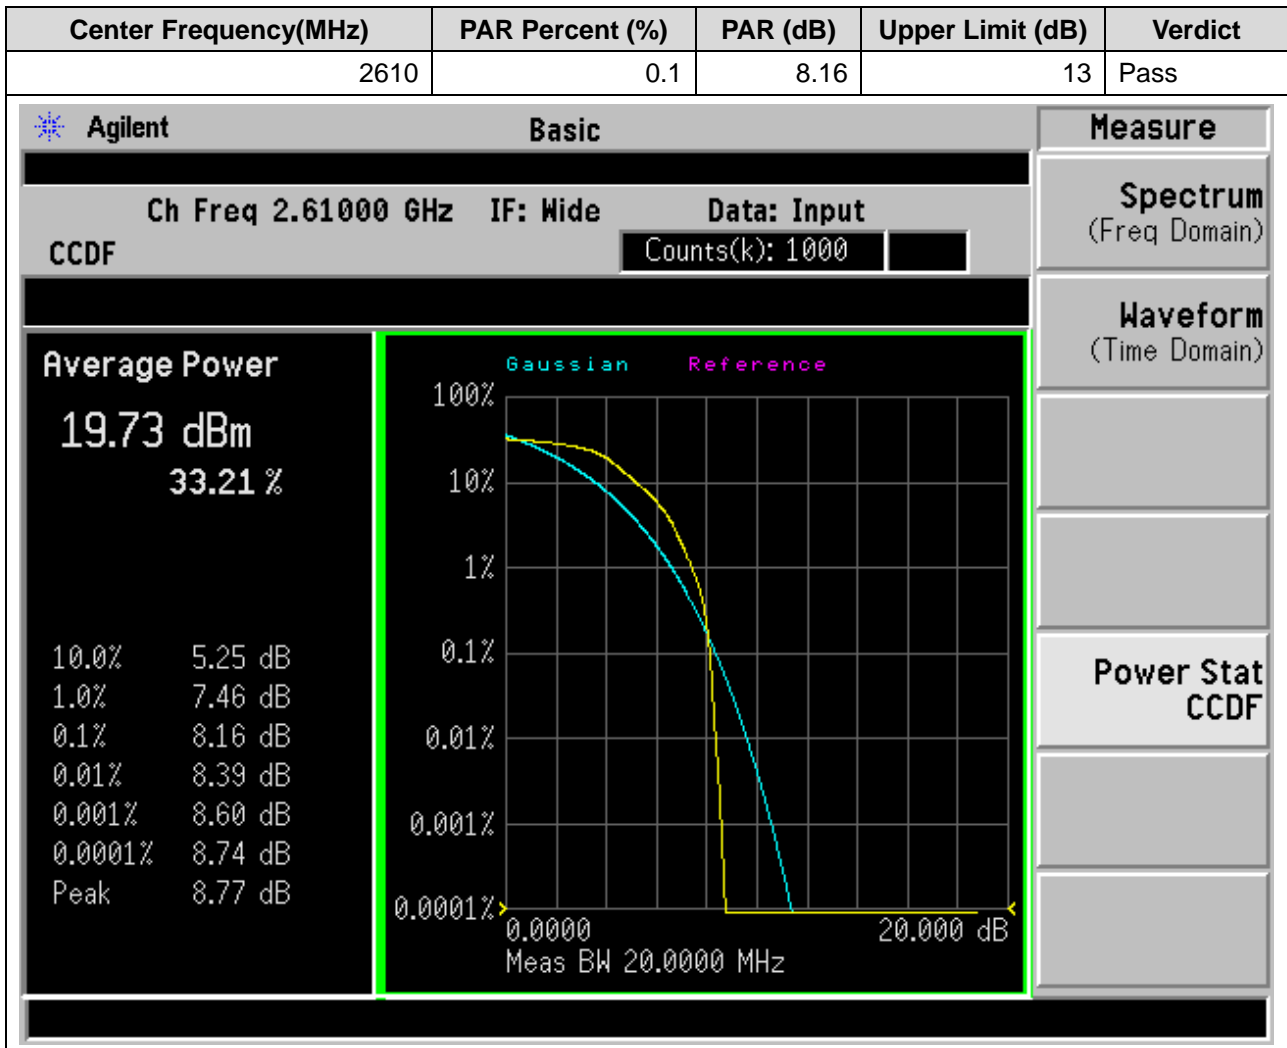 Center Frequency(MHz) PAR Percent (%) PAR (dB) Upper Limit (dB) Verdict
2610 0.1 8.16 13 Pass
Agilent Basic Measure
Ch Freq 2.61000 GHz IF: Wide Data: Input
CCDF Counts(k): 1000
Spectrum
(Freq Domain)
Waveform
(Time Domain)
Power Stat
CCDF
Average Power
19.73 dBm
33.21 %
10.0% 5.25 dB
1.0% 7.46 dB
0.1% 8.16 dB
0.01% 8.39 dB
0.001% 8.60 dB
0.0001% 8.74 dB
Peak 8.77 dB
Gaussian Reference
100%
10%
1%
0.1%
0.01%
0.001%
0.0001%
0.0000 20.000 dB
Meas BW 20.0000 MHz